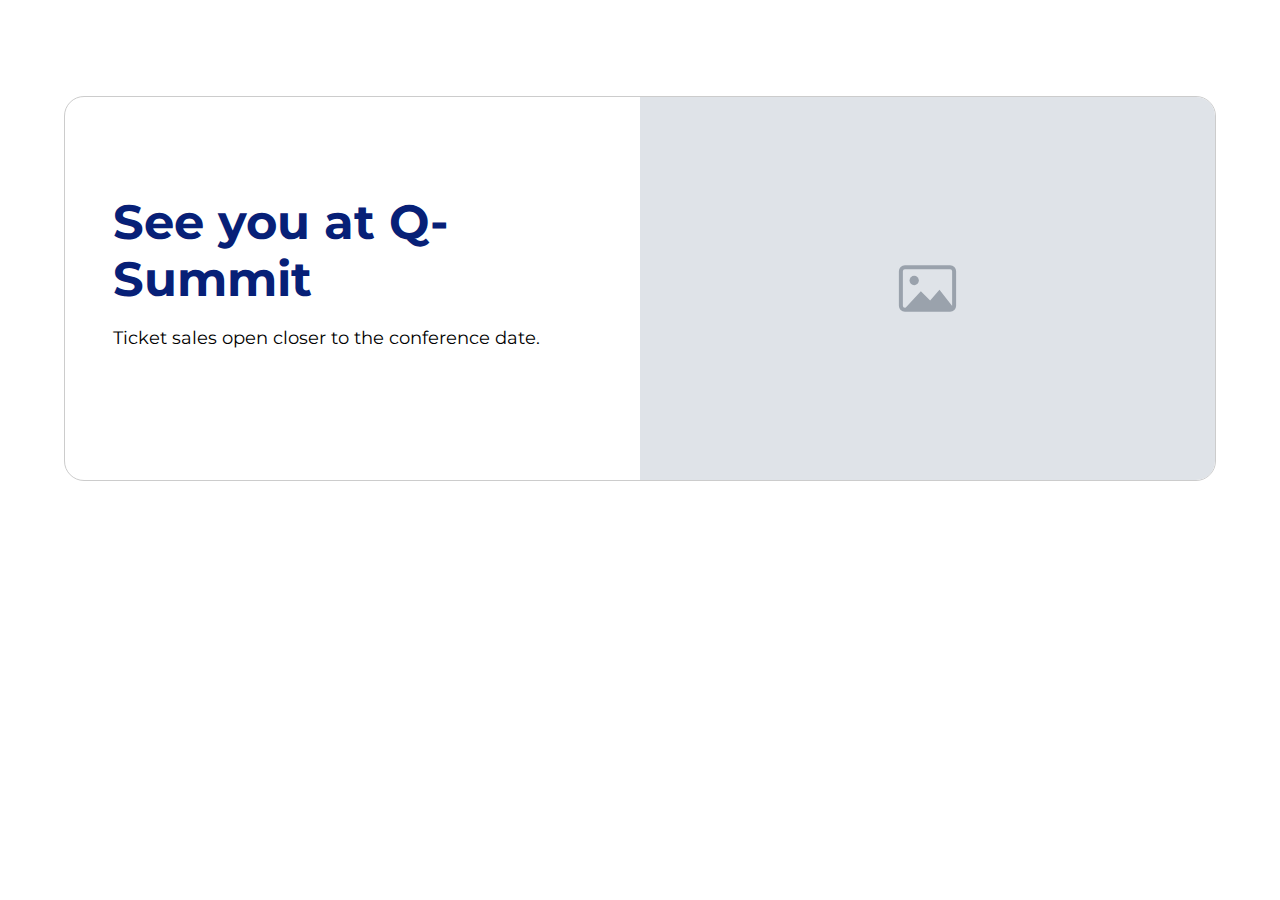 See you at Q-
Summit
Ticket sales open closer to the conference date.